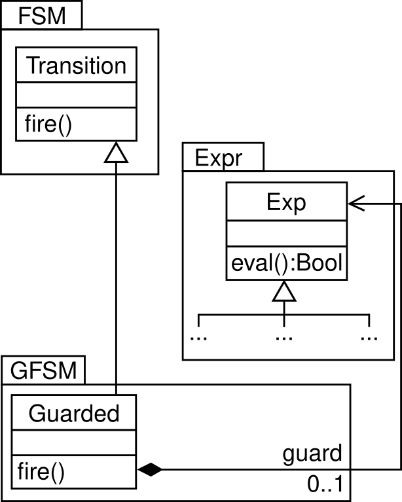 FSM
Transition
fire()
Expr
Exp
eval():Bool
... ... ...
GFSM
Guarded
fire()
guard
0..1